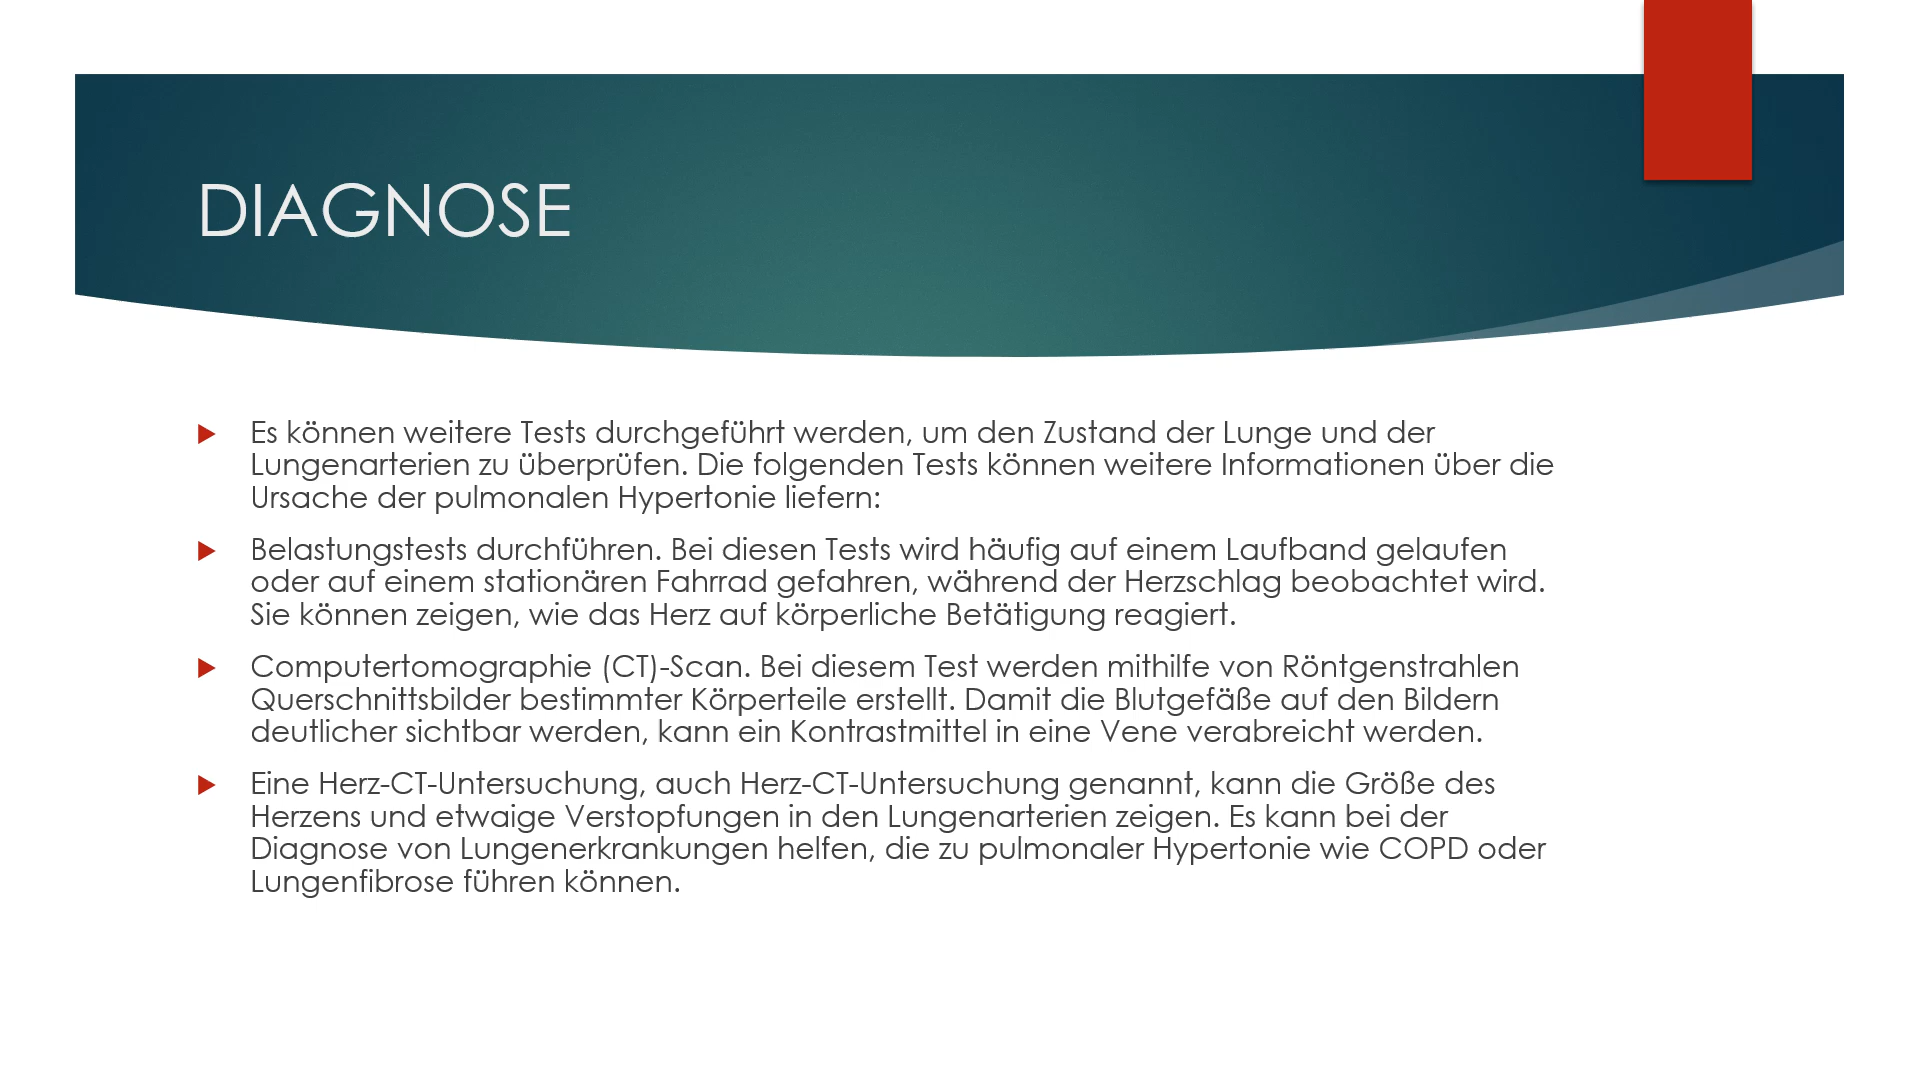 DIAGNOSE
Es können weitere Tests durchgeführt werden, um den Zustand der Lunge und der
Lungenarterien zu überprüfen. Die folgenden Tests können weitere Informationen über die
Ursache der pulmonalen Hypertonie liefern:
Belastungstests durchführen. Bei diesen Tests wird häufig auf einem Laufband gelaufen
oder auf einem stationären Fahrrad gefahren, während der Herzschlag beobachtet wird.
Sie können zeigen, wie das Herz auf körperliche Betätigung reagiert.
Computertomographie (CT)-Scan. Bei diesem Test werden mithilfe von Röntgenstrahlen
Querschnittsbilder bestimmter Körperteile erstellt. Damit die Blutgefäße auf den Bildern
deutlicher sichtbar werden, kann ein Kontrastmittel in eine Vene verabreicht werden.
Eine Herz-CT-Untersuchung, auch Herz-CT-Untersuchung genannt, kann die Größe des
Herzens und etwaige Verstopfungen in den Lungenarterien zeigen. Es kann bei der
Diagnose von Lungenerkrankungen helfen, die zu pulmonaler Hypertonie wie COPD oder
Lungenfibrose führen können.